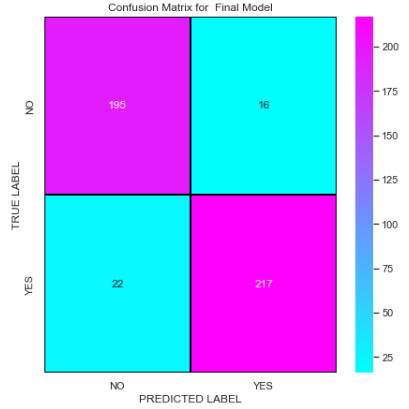 Confusion Matrix for  Final Model
TRUE LABEL
NO
YES
195
16
22
217
NO
YES
PREDICTED LABEL
200
175
150
125
100
75
50
25